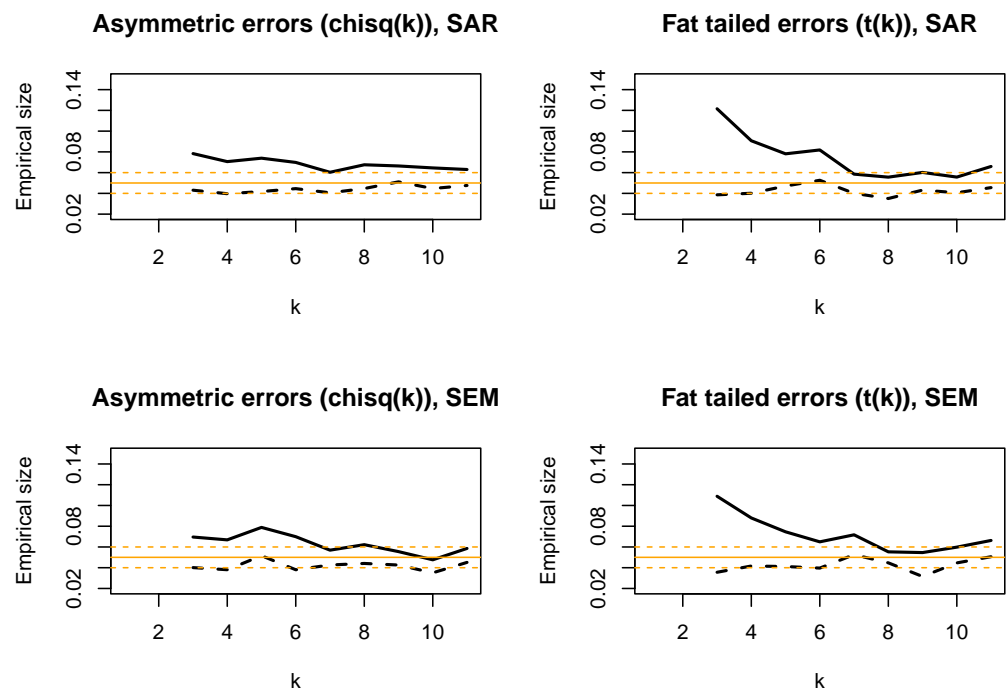 Asymmetric errors (chisq(k)), SAR
Empirical size
0.02 0.08 0.14
2 4 6 8 10
k
Fat tailed errors (t(k)), SAR
Empirical size
0.02 0.08 0.14
2 4 6 8 10
k
Asymmetric errors (chisq(k)), SEM
Empirical size
0.02 0.08 0.14
2 4 6 8 10
k
Fat tailed errors (t(k)), SEM
Empirical size
0.02 0.08 0.14
2 4 6 8 10
k